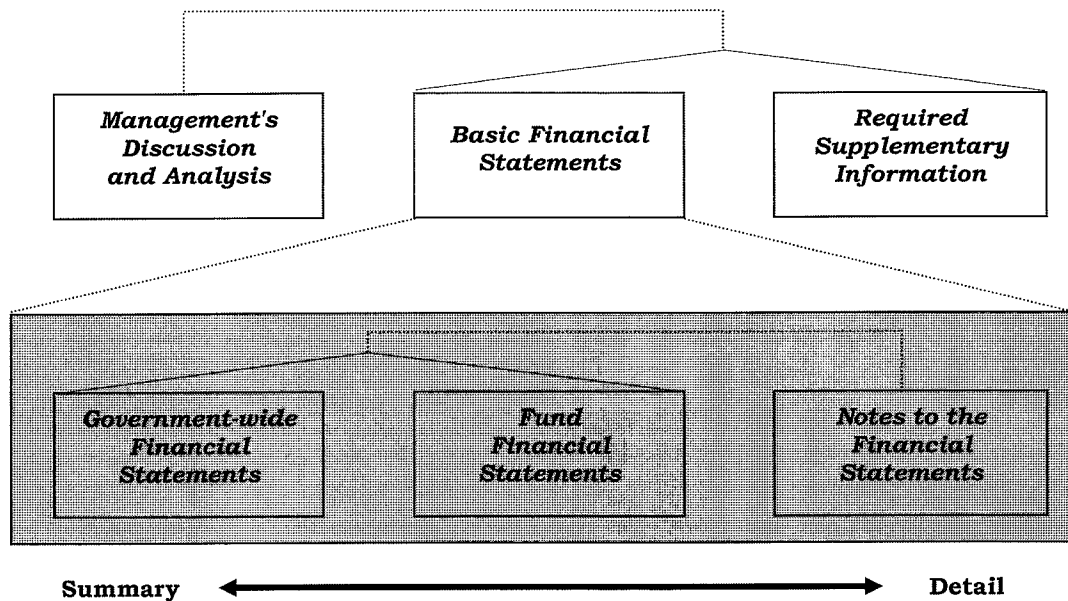 Management's
Discussion
and Analysis
Basic Financial
Statements
Required
Supplementary
Information
Government-wide
Financial
Statements
Fund
Financial
Statements
Notes to the
Financial
Statements
Summary
Detail